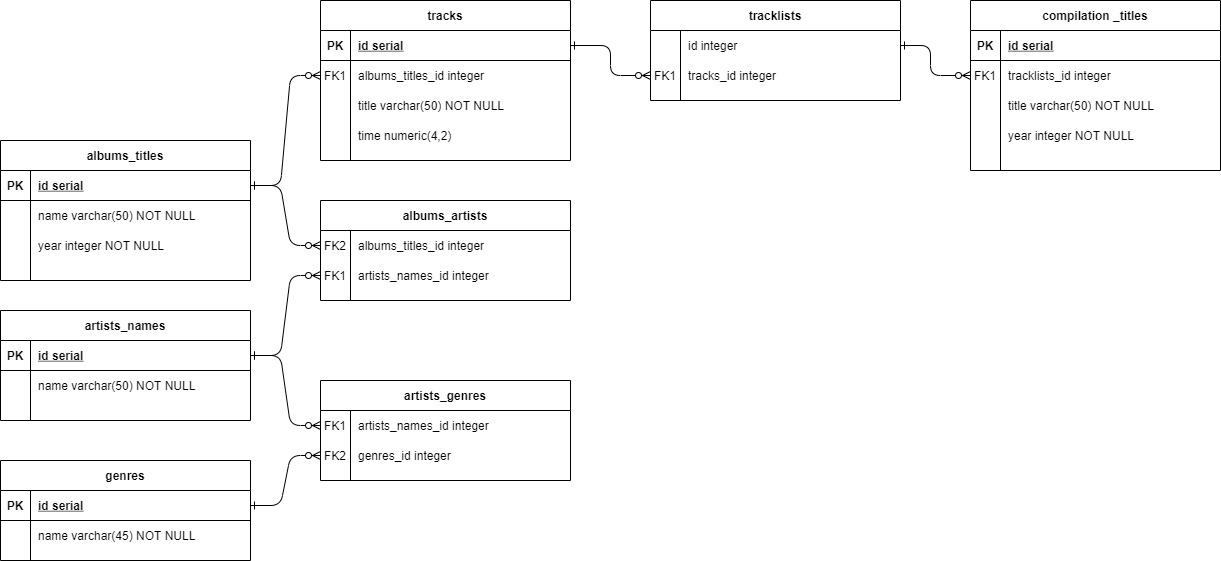 tracks
PK id serial
FK1 albums_titles_id integer
title varchar(50) NOT NULL
time numeric(4,2)
tracklists
id integer
FK1 tracks_id integer
compilation _titles
PK id serial
FK1 tracklists_id integer
title varchar(50) NOT NULL
year integer NOT NULL
albums_titles
PK id serial
name varchar(50) NOT NULL
year integer NOT NULL
albums_artists
FK2 albums_titles_id integer
FK1 artists_names_id integer
artists_names
PK id serial
name varchar(50) NOT NULL
artists_genres
FK1 artists_names_id integer
FK2 genres_id integer
genres
PK id serial
name varchar(45) NOT NULL